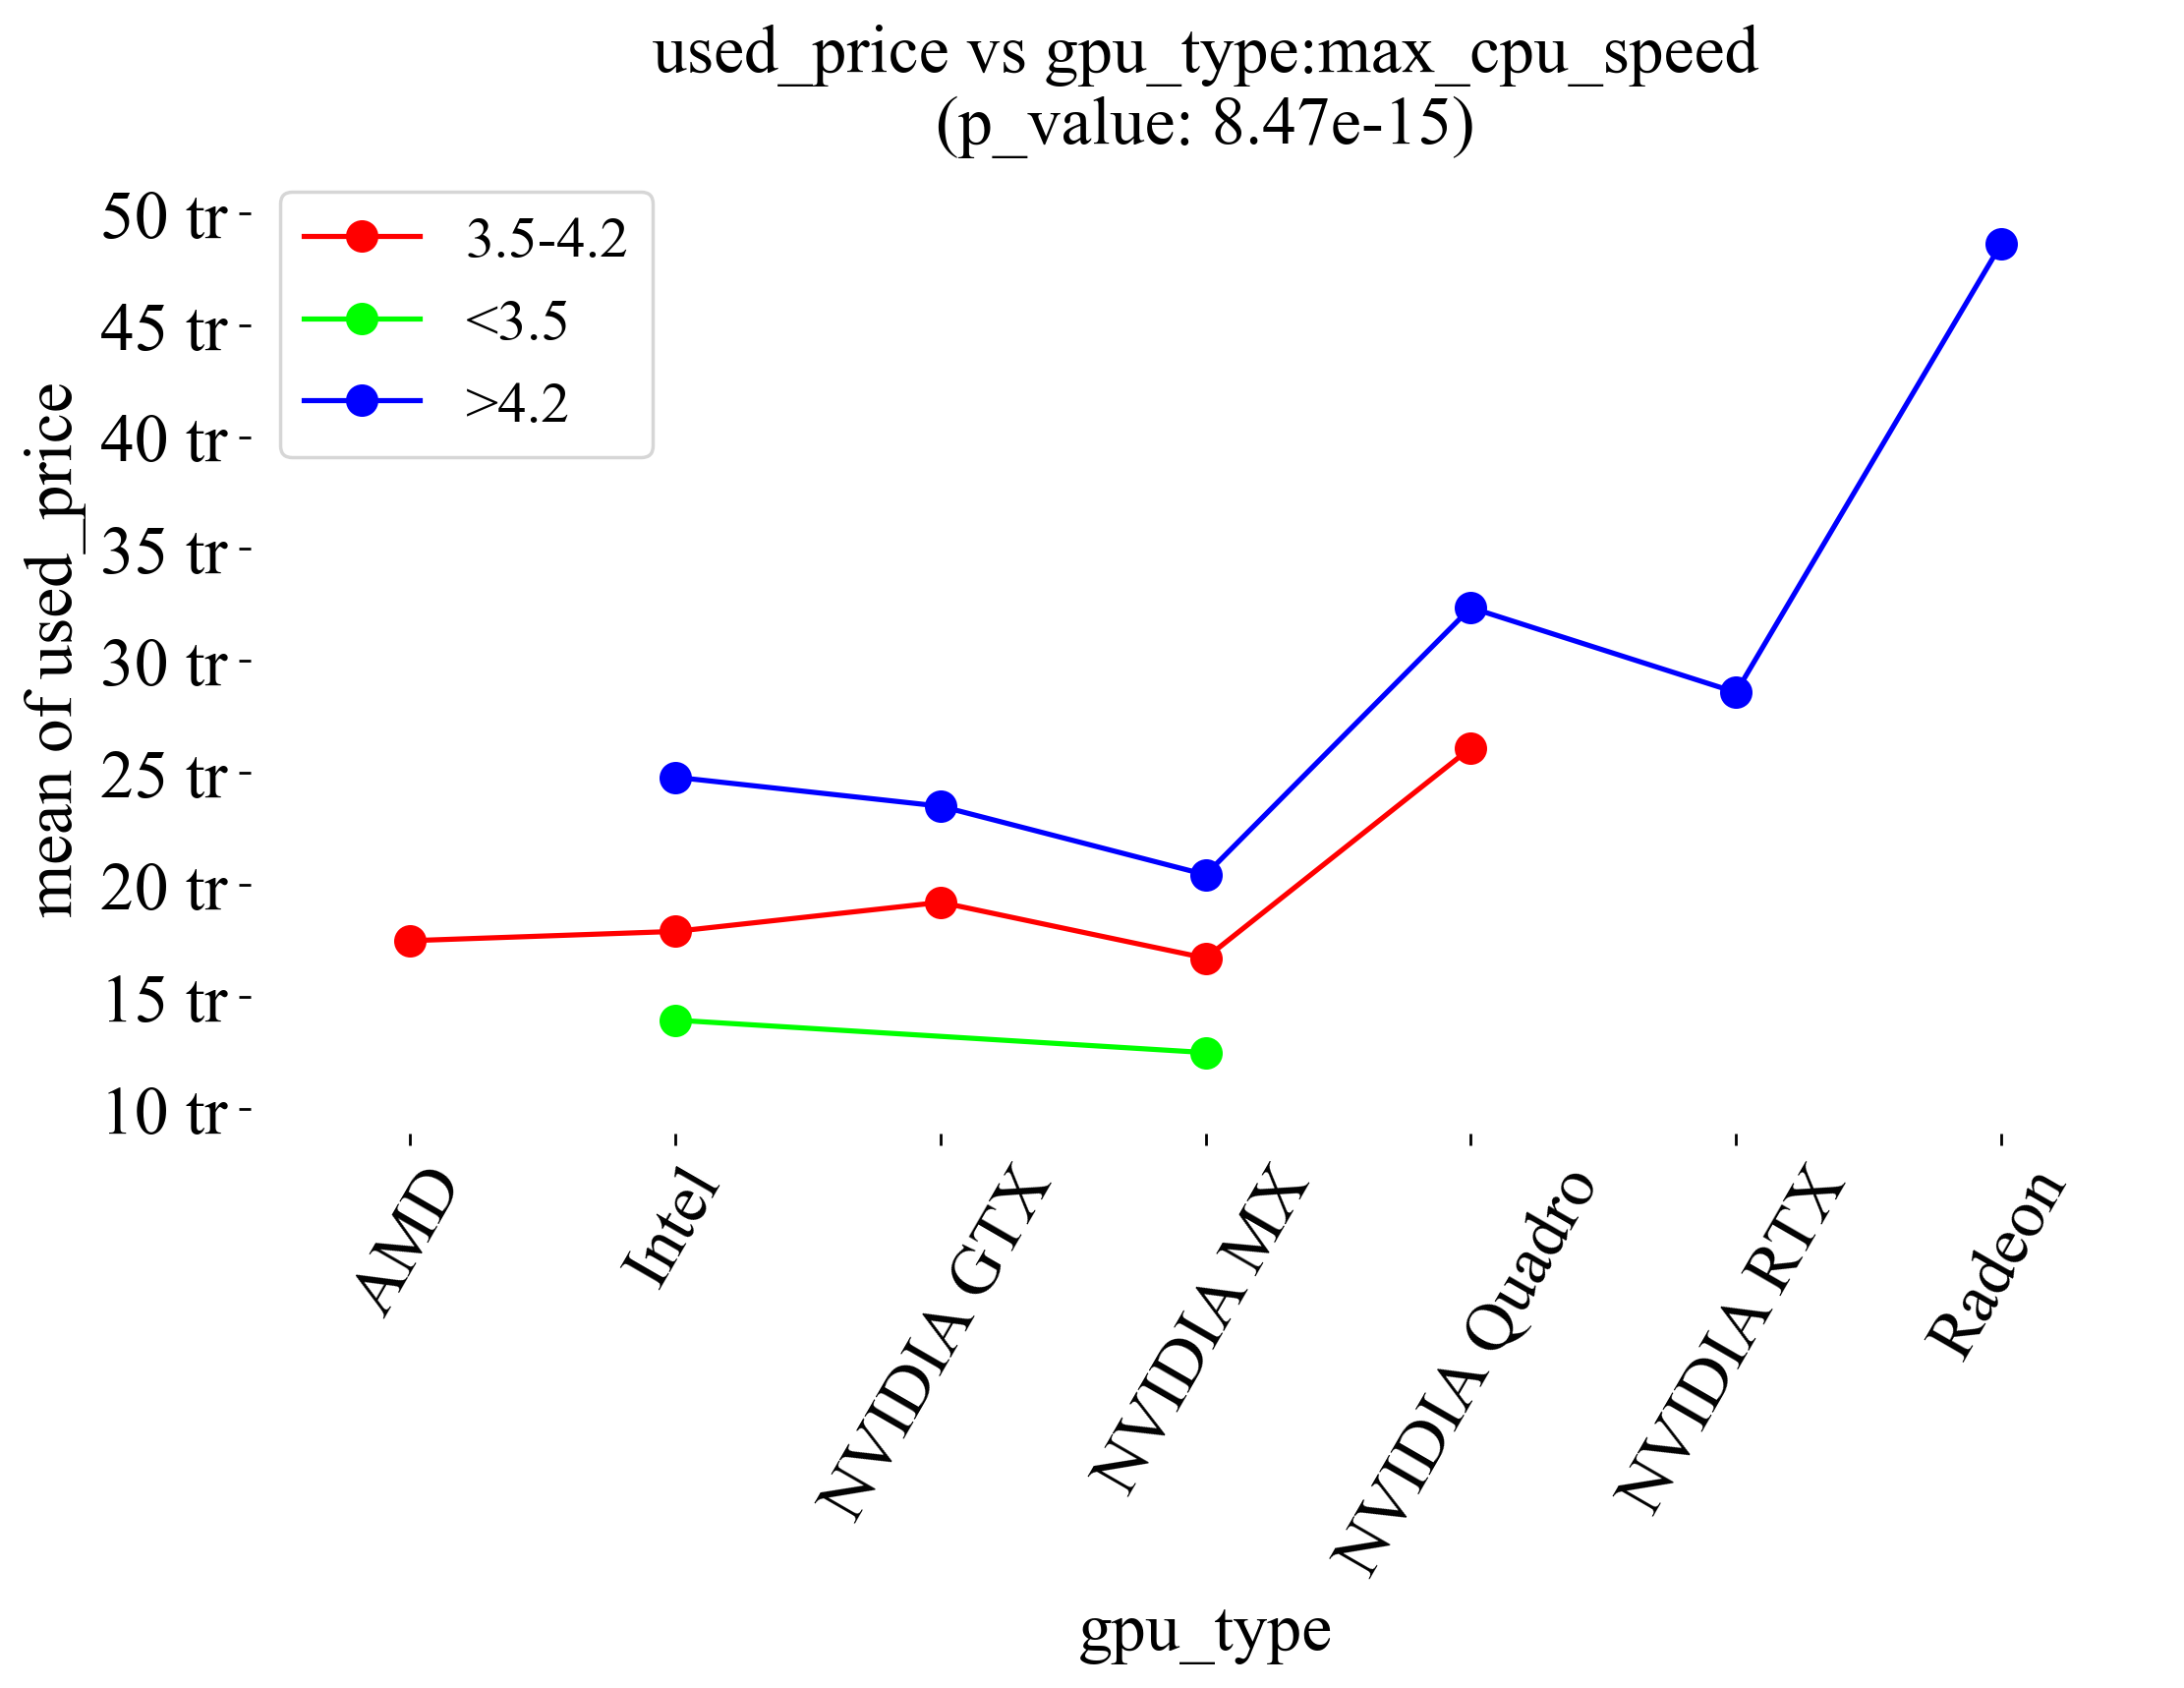 used_price vs gpu_type:max_cpu_speed
(p_value: 8.47e-15)
3.5-4.2
<3.5
>4.2
mean of used_price
50 tr
45 tr
40 tr
35 tr
30 tr
25 tr
20 tr
15 tr
10 tr
AMD
Intel
NVIDIA GTX
NVIDIA MX
NVIDIA Quadro
NVIDIA RTX
Radeon
gpu_type